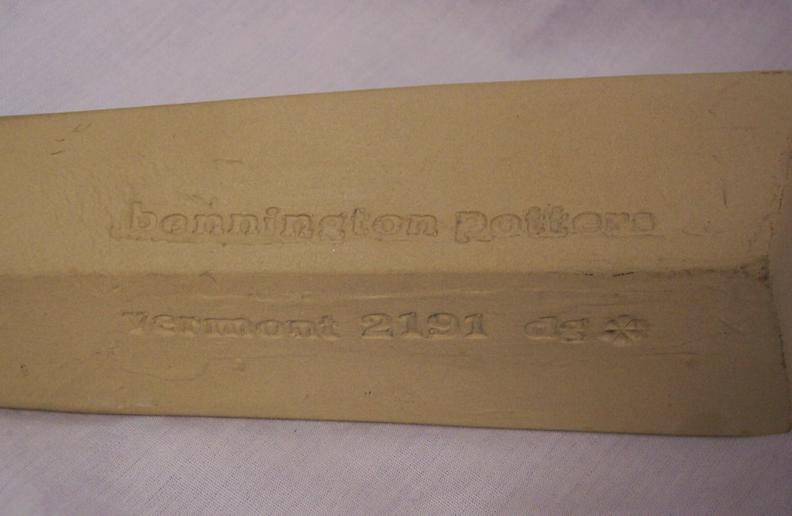 bennington potters
vermont 2191 dg *